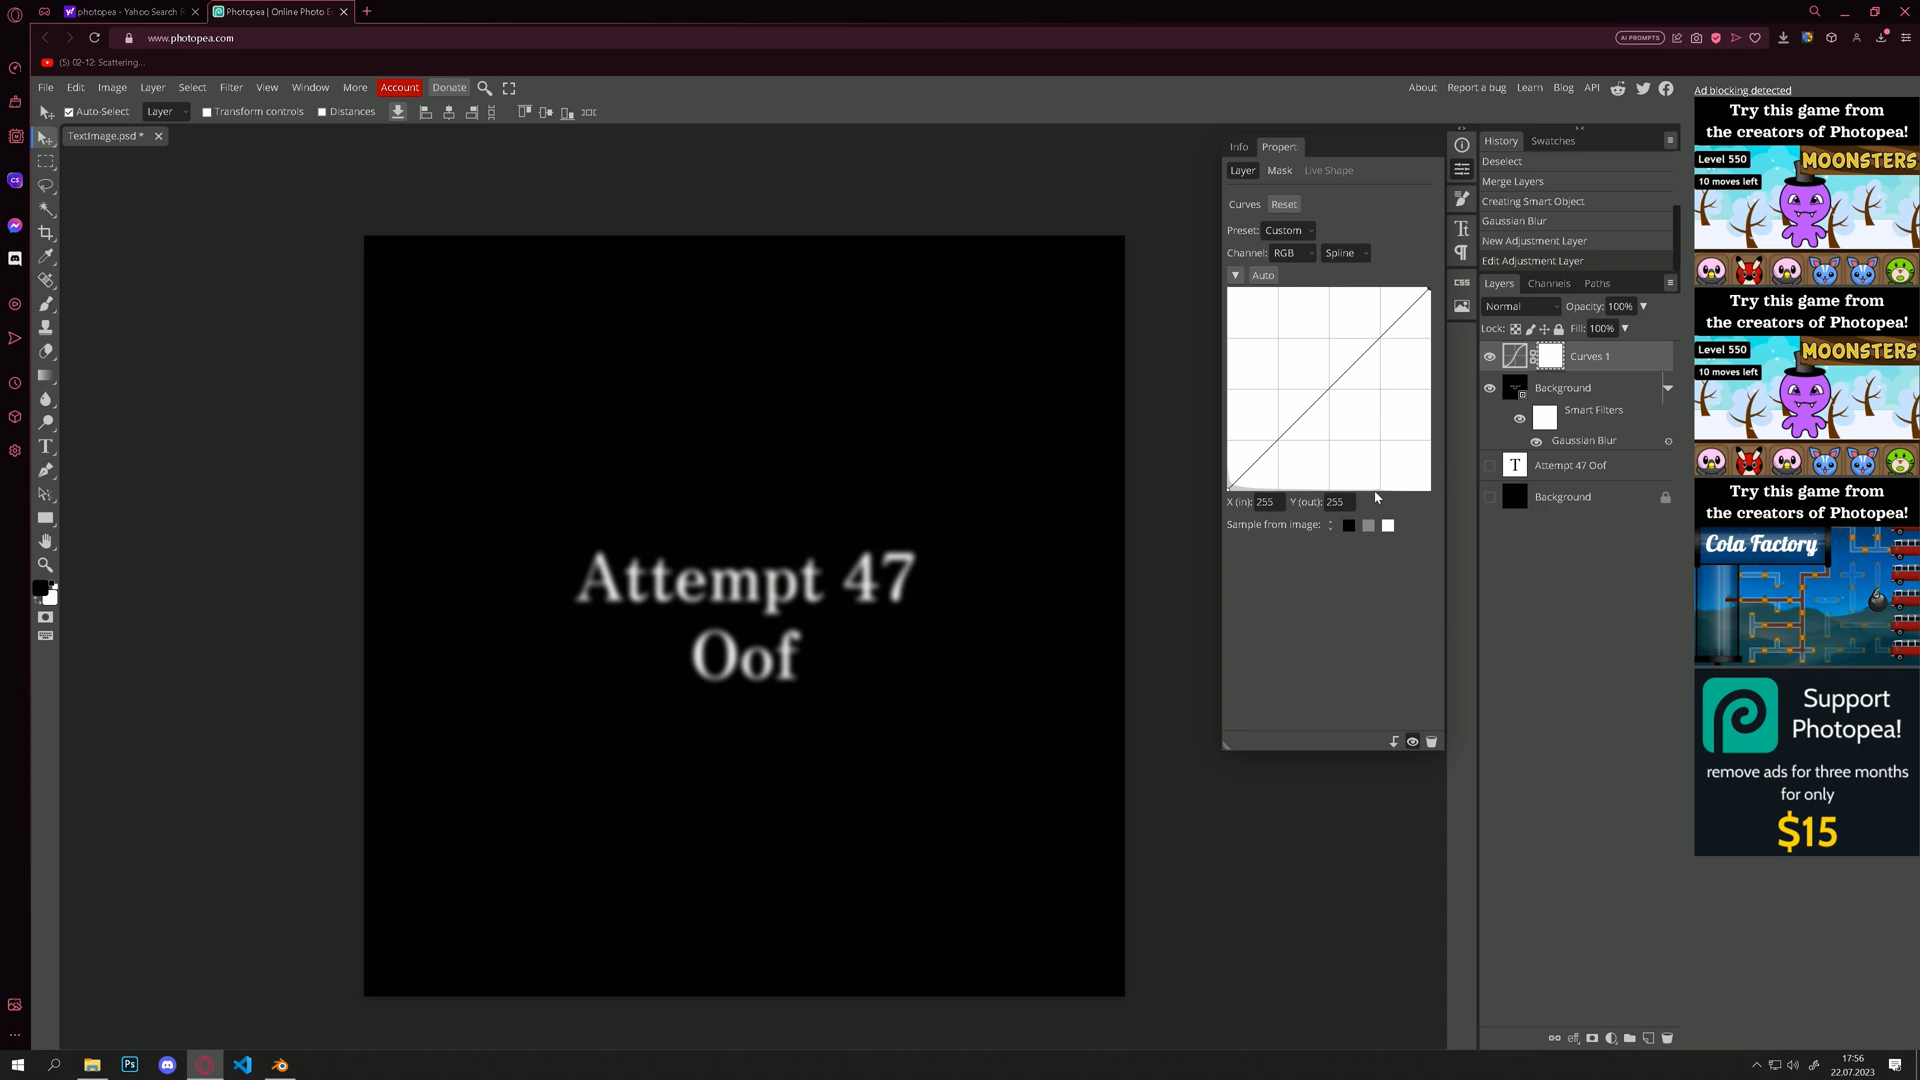 photopea - Yahoo Search R
Photopea | Online Photo E
www.photopea.com
AI PROMPTS
(5) 02-12: Scattering...
File Edit Image Layer Select Filter View Window More Account Donate
About Report a bug Learn Blog API
Auto-Select Layer Transform controls Distances
TextImage.psd *
Attempt 47
Oof
Info Propert
Layer Mask Live Shape
Curves Reset
Preset: Custom
Channel: RGB Spline
Auto
X (in): 255 Y (out): 255
Sample from image:
CSS
History Swatches
Deselect
Merge Layers
Creating Smart Object
Gaussian Blur
New Adjustment Layer
Edit Adjustment Layer
Layers Channels Paths
Normal Opacity: 100%
Lock: Fill: 100%
Curves 1
Background
Smart Filters
Gaussian Blur
Attempt 47 Oof
Background
eff
Ad blocking detected
Try this game from
the creators of Photopea!
Level 550
MOONSTERS
10 moves left
Try this game from
the creators of Photopea!
Level 550
MOONSTERS
10 moves left
Try this game from
the creators of Photopea!
Cola Factory
Support
Photopea!
remove ads for three months
for only
$15
CS
Ps
17:56
22.07.2023